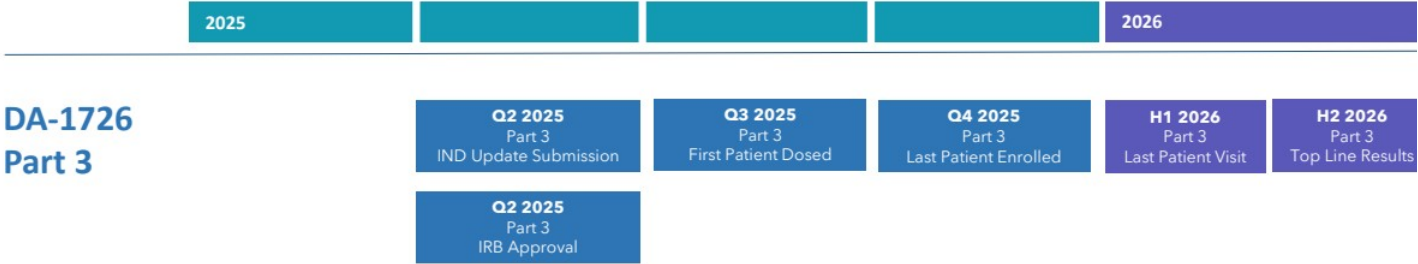 2025
2026
DA-1726
Part 3
Q2 2025
Part 3
IND Update Submission
Q3 2025
Part 3
First Patient Dosed
Q4 2025
Part 3
Last Patient Enrolled
H1 2026
Part 3
Last Patient Visit
H2 2026
Part 3
Top Line Results
Q2 2025
Part 3
IRB Approval